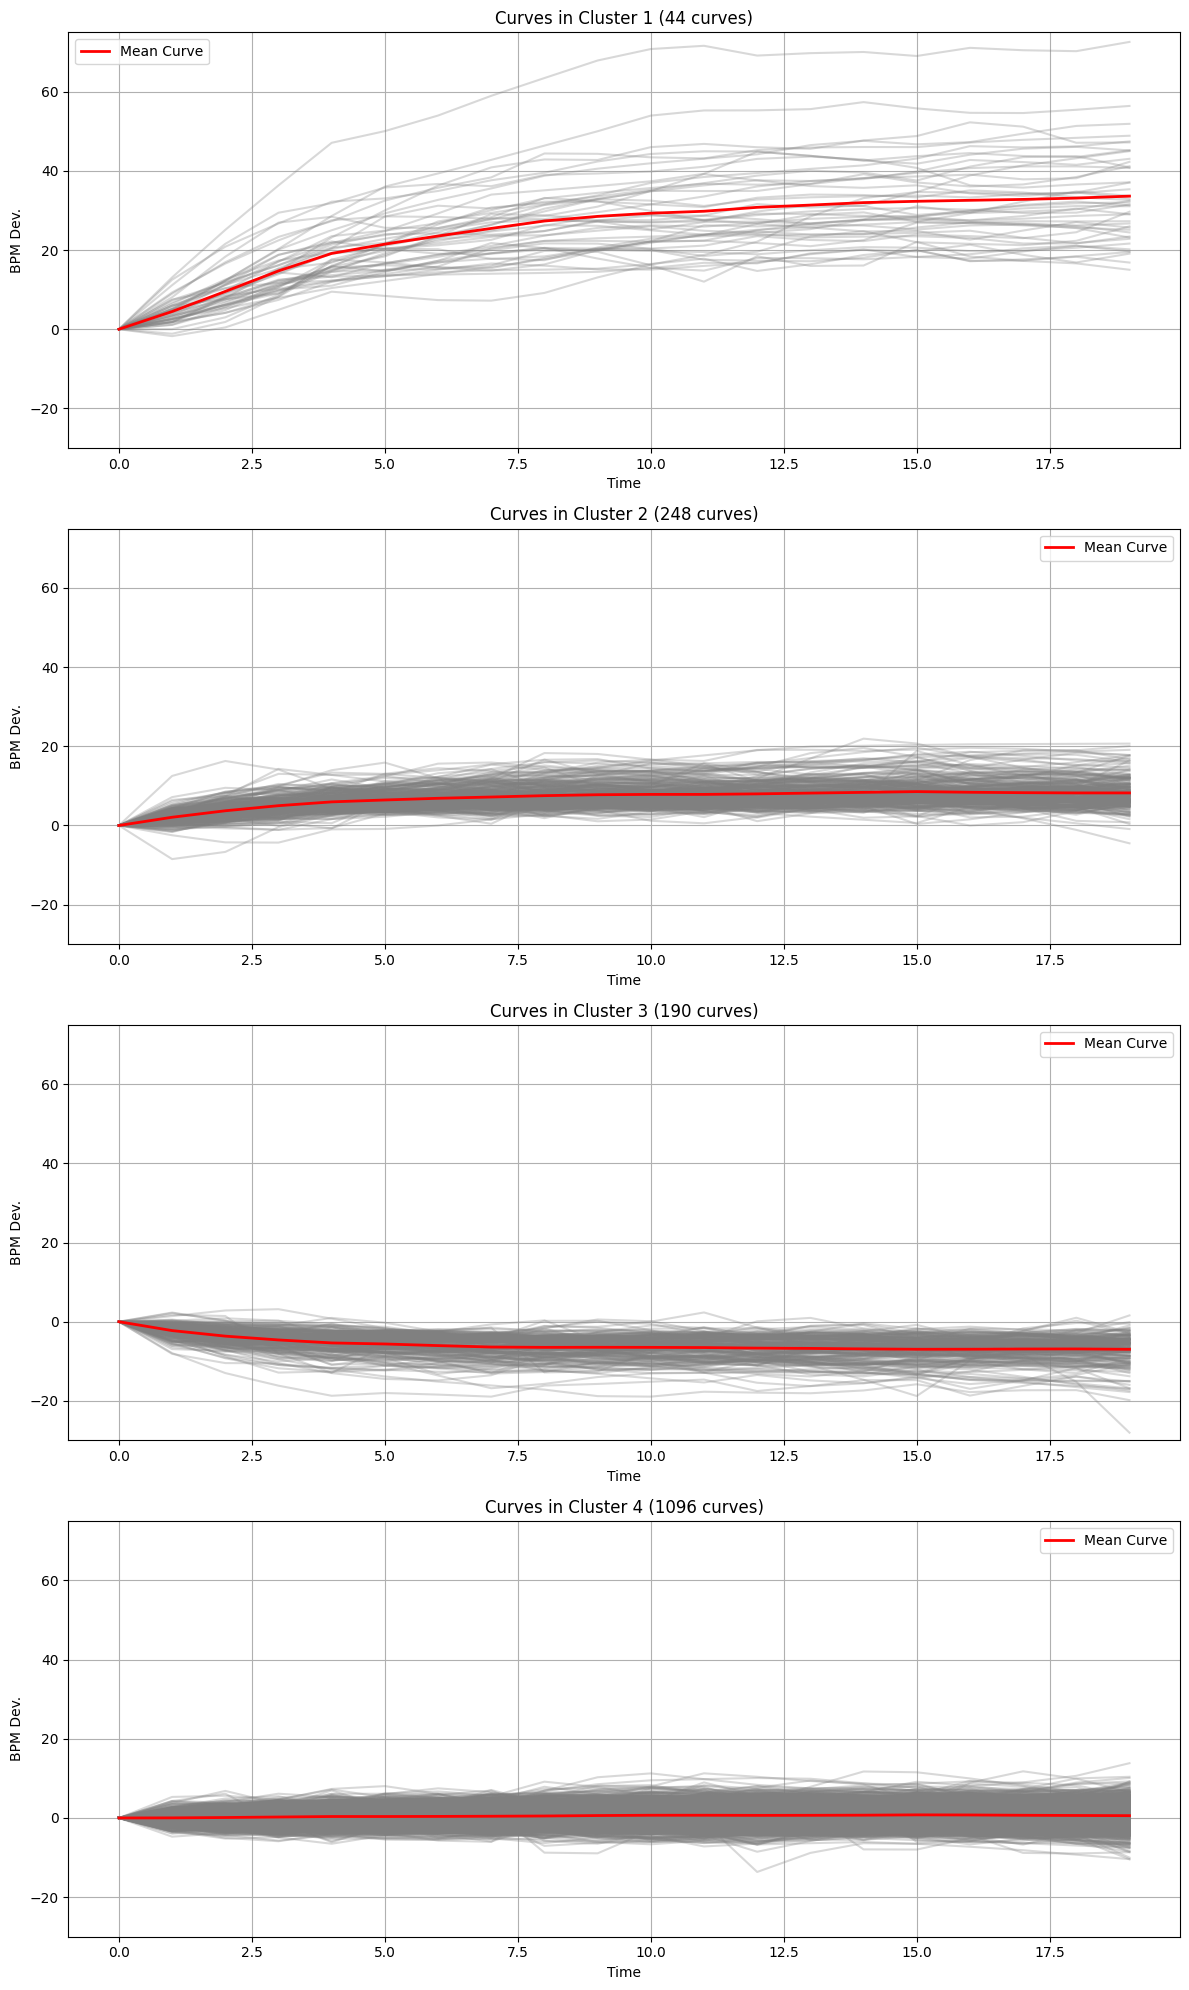 Curves in Cluster 1 (44 curves)
Mean Curve
BPM Dev.
60
40
20
0
−20
0.0 2.5 5.0 7.5 10.0 12.5 15.0 17.5
Time
Curves in Cluster 2 (248 curves)
Mean Curve
BPM Dev.
60
40
20
0
−20
0.0 2.5 5.0 7.5 10.0 12.5 15.0 17.5
Time
Curves in Cluster 3 (190 curves)
Mean Curve
BPM Dev.
60
40
20
0
−20
0.0 2.5 5.0 7.5 10.0 12.5 15.0 17.5
Time
Curves in Cluster 4 (1096 curves)
Mean Curve
BPM Dev.
60
40
20
0
−20
0.0 2.5 5.0 7.5 10.0 12.5 15.0 17.5
Time